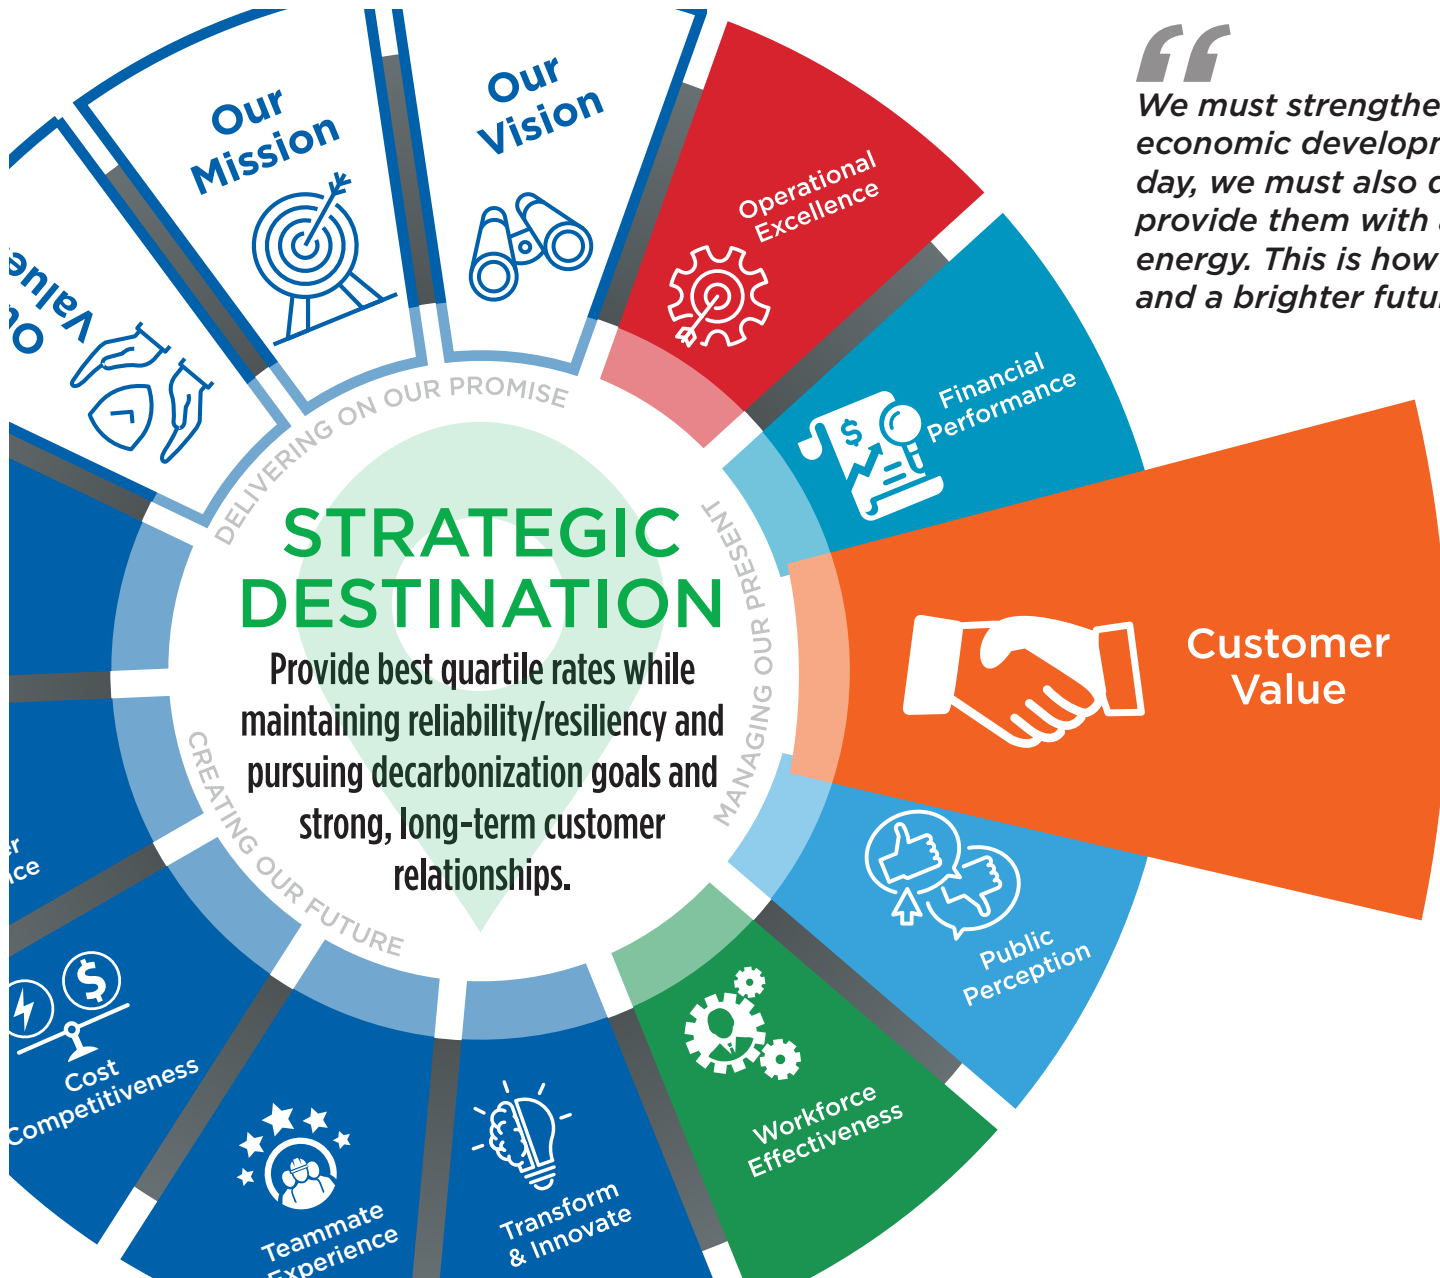 Our
Mission
Our
Vision
Operational
Excellence
Financial
Performance
Customer
Value
Public
Perception
Workforce
Effectiveness
Transform
& Innovate
Teammate
Experience
Cost
Competitiveness
DELIVERING ON OUR PROMISE
MANAGING OUR PRESENT
CREATING OUR FUTURE
STRATEGIC
DESTINATION
Provide best quartile rates while
maintaining reliability/resiliency and
pursuing decarbonization goals and
strong, long-term customer
relationships.
“
We must
economic
day, we must also
provide them with
energy. This is how
and a brighter